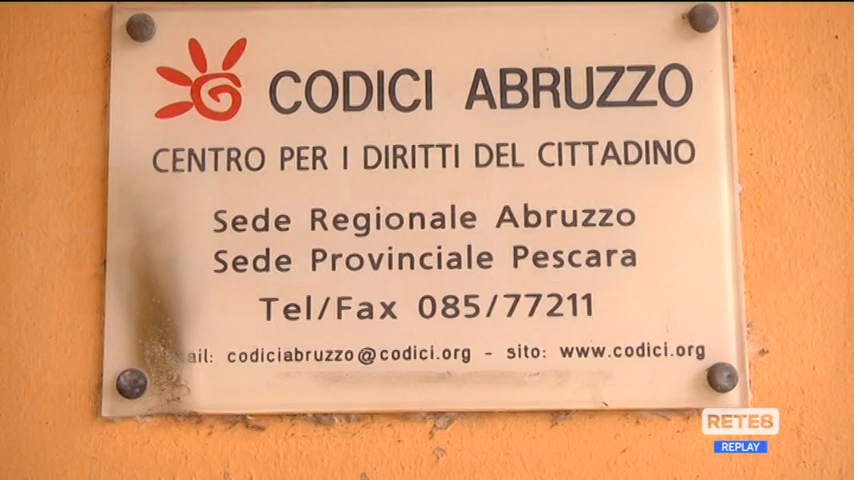 CODICI ABRUZZO
CENTRO PER I DIRITTI DEL CITTADINO
Sede Regionale Abruzzo
Sede Provinciale Pescara
Tel/Fax 085/77211
codiciabruzzo@codici.org - sito: www.codici.org
RETE8
REPLAY